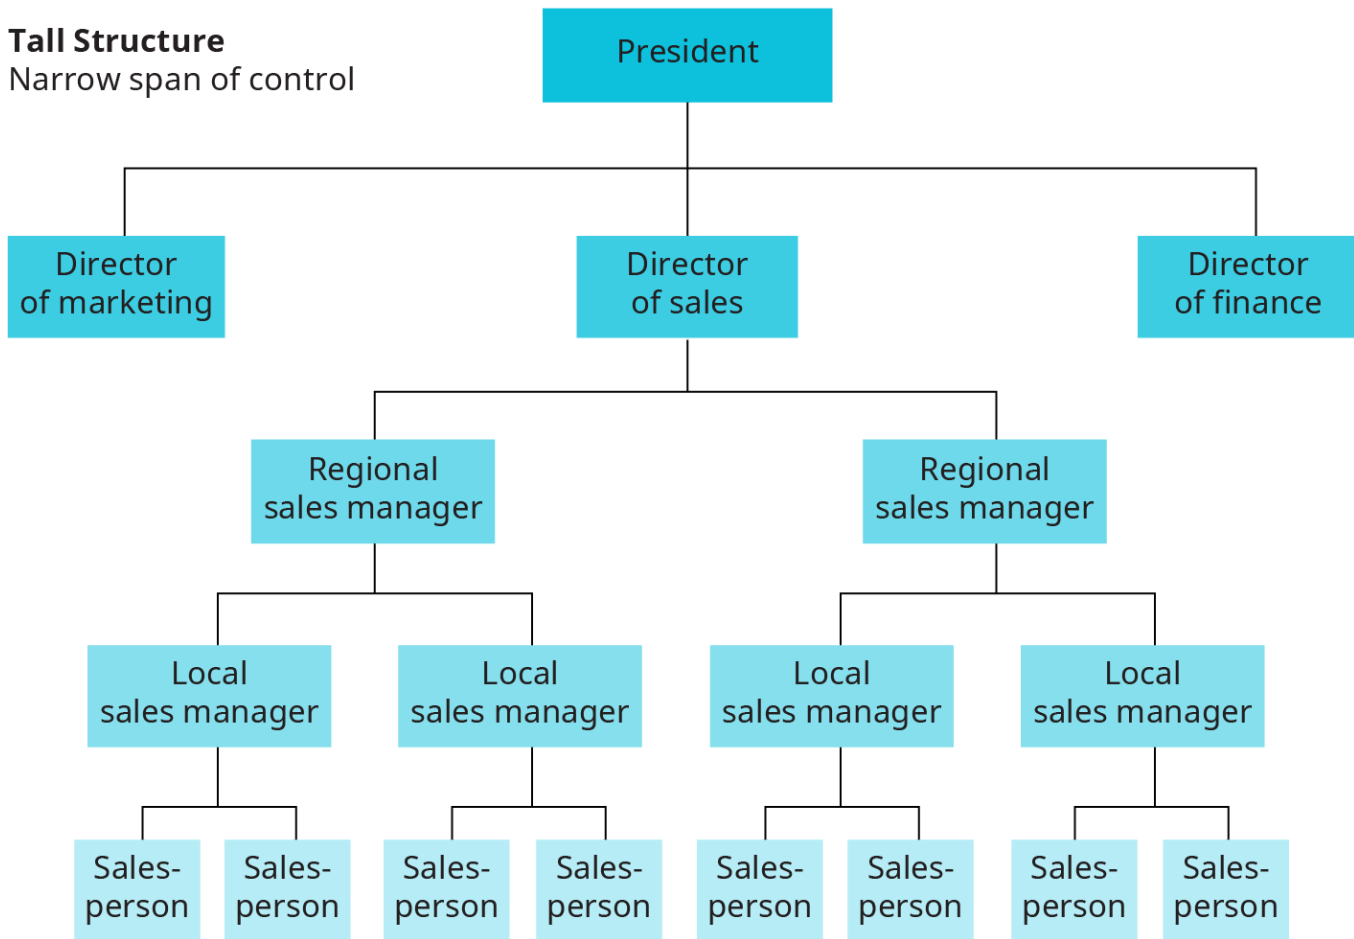 Tall Structure
Narrow span of control
President
Director
of marketing
Director
of sales
Director
of finance
Regional
sales manager
Regional
sales manager
Local
sales manager
Local
sales manager
Local
sales manager
Local
sales manager
Sales-
person
Sales-
person
Sales-
person
Sales-
person
Sales-
person
Sales-
person
Sales-
person
Sales-
person